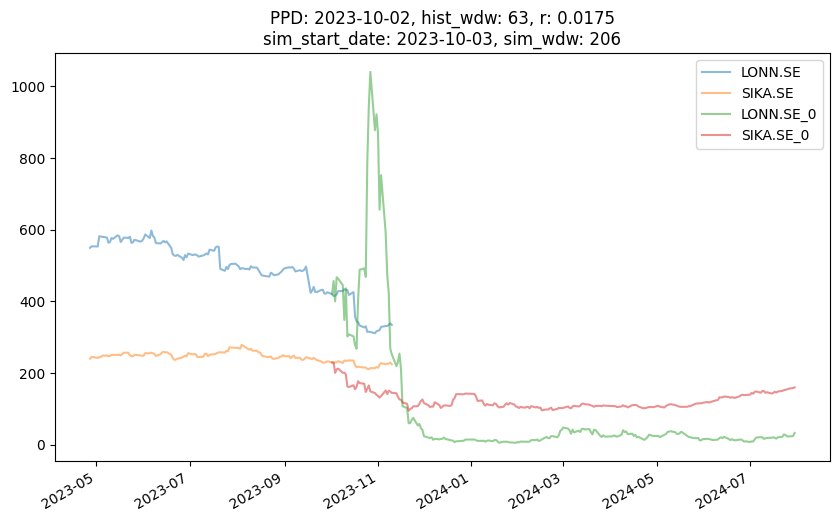 PPD: 2023-10-02, hist_wdw: 63, r: 0.0175
sim_start_date: 2023-10-03, sim_wdw: 206
LONN.SE
SIKA.SE
LONN.SE_0
SIKA.SE_0
1000
800
600
400
200
0
2023-05
2023-07
2023-09
2023-11
2024-01
2024-03
2024-05
2024-07